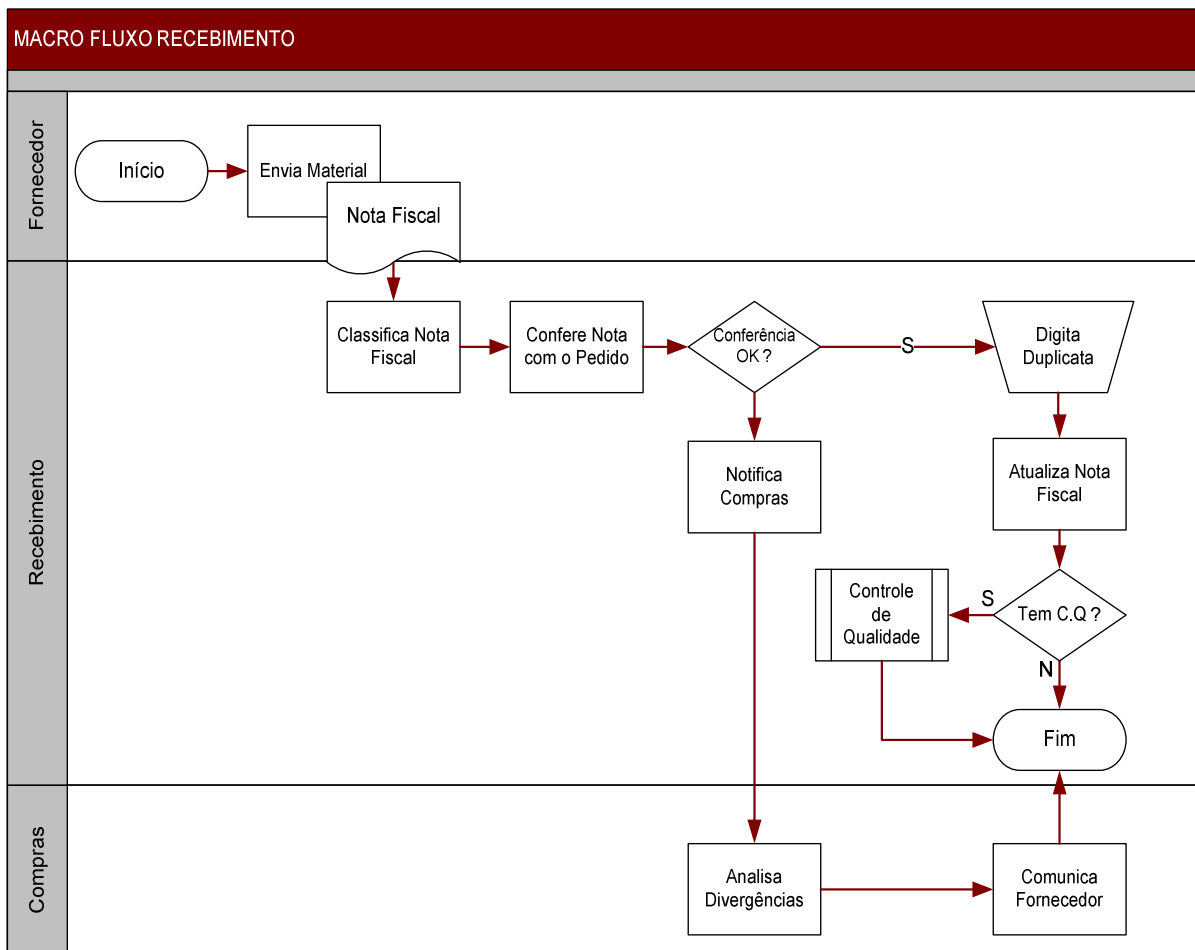 MACRO FLUXO RECEBIMENTO
Fornecedor
Início
Envia Material
Nota Fiscal
Recebimento
Classifica Nota
Fiscal
Confere Nota
com o Pedido
Conferência
OK ?
S
Digita
Duplicata
Notifica
Compras
Atualiza Nota
Fiscal
Controle
de
Qualidade
S
Tem C.Q ?
N
Fim
Compras
Analisa
Divergências
Comunica
Fornecedor